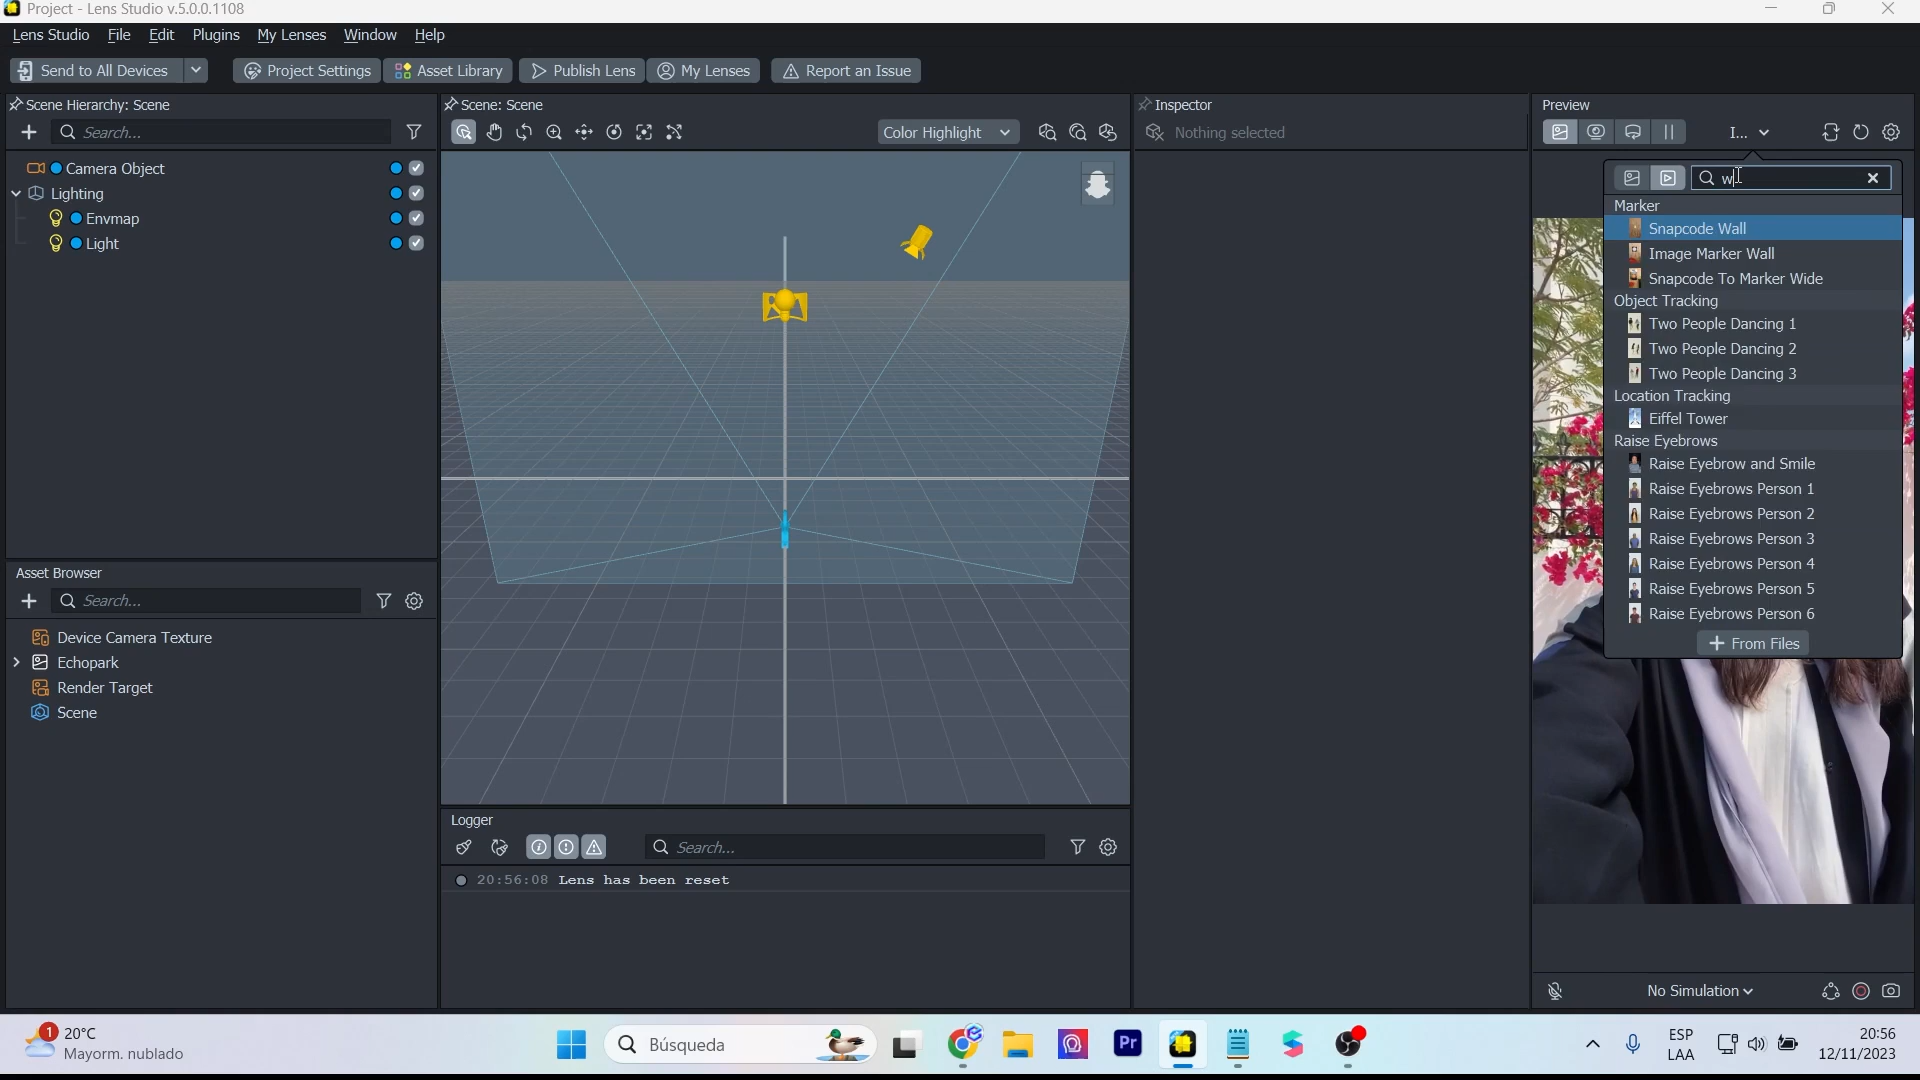 Project - Lens Studio v.5.0.0.1108
Lens Studio File Edit Plugins My Lenses Window Help
Send to All Devices Project Settings Asset Library Publish Lens My Lenses Report an Issue
Scene Hierarchy: Scene
Search...
Camera Object
Lighting
Envmap
Light
Asset Browser
Search...
Device Camera Texture
Echopark
Render Target
Scene
Scene: Scene
Color Highlight
Logger
Search...
20:56:08 Lens has been reset
Inspector
Nothing selected
Preview
I...
w
Marker
Snapcode Wall
Image Marker Wall
Snapcode To Marker Wide
Object Tracking
Two People Dancing 1
Two People Dancing 2
Two People Dancing 3
Location Tracking
Eiffel Tower
Raise Eyebrows
Raise Eyebrow and Smile
Raise Eyebrows Person 1
Raise Eyebrows Person 2
Raise Eyebrows Person 3
Raise Eyebrows Person 4
Raise Eyebrows Person 5
Raise Eyebrows Person 6
+ From Files
No Simulation
1
20°C
Mayorm. nublado
Búsqueda
Pr
ESP
LAA
20:56
12/11/2023